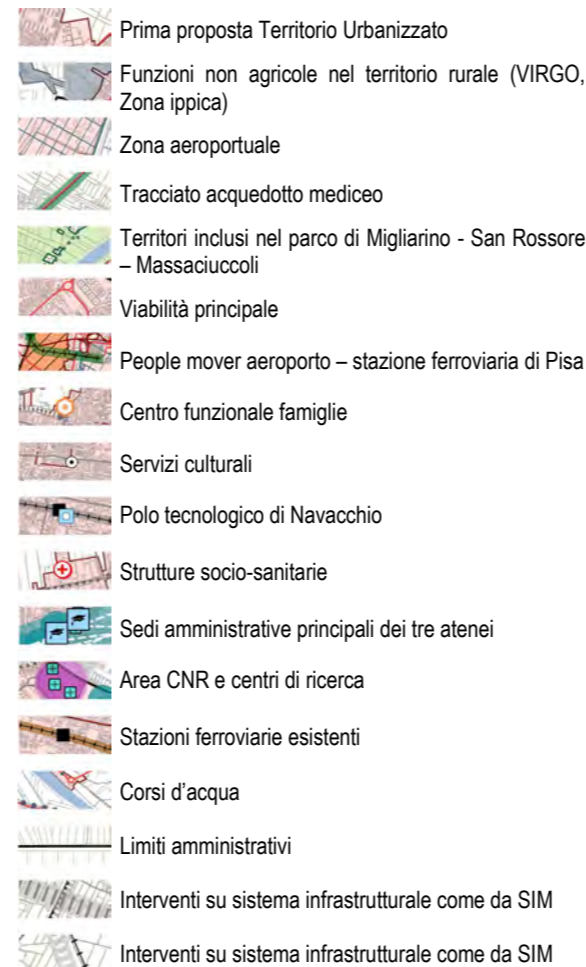 Prima proposta Territorio Urbanizzato
Funzioni non agricole nel territorio rurale (VIRGO,
Zona ippica)
Zona aeroportuale
Tracciato acquedotto mediceo
Territori inclusi nel parco di Migliarino - San Rossore
– Massaciuccoli
Viabilità principale
People mover aeroporto – stazione ferroviaria di Pisa
Centro funzionale famiglie
Servizi culturali
Polo tecnologico di Navacchio
Strutture socio-sanitarie
Sedi amministrative principali dei tre atenei
Area CNR e centri di ricerca
Stazioni ferroviarie esistenti
Corsi d’acqua
Limiti amministrativi
Interventi su sistema infrastrutturale come da SIM
Interventi su sistema infrastrutturale come da SIM